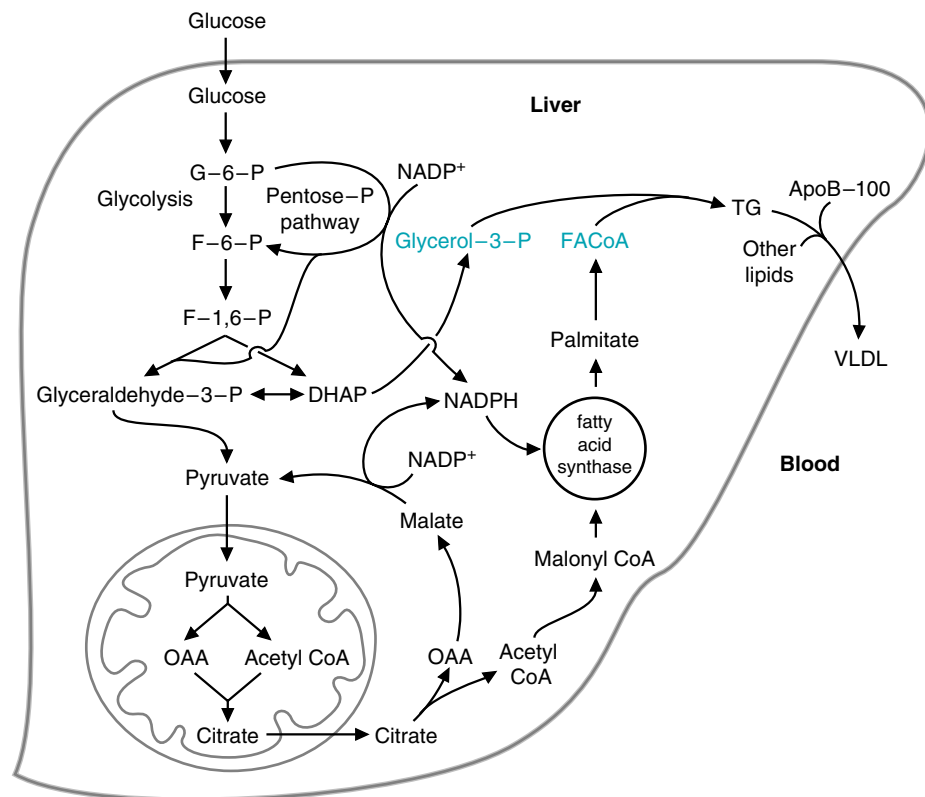 Glucose
Glucose
Liver
G–6–P
NADP⁺
Glycolysis
Pentose–P
pathway
ApoB–100
TG
F–6–P
Glycerol–3–P
FACoA
Other
lipids
F–1,6–P
Palmitate
VLDL
Glyceraldehyde–3–P
DHAP
NADPH
fatty
acid
synthase
Blood
Pyruvate
NADP⁺
Malate
Malonyl CoA
Pyruvate
OAA
Acetyl CoA
OAA
Acetyl
CoA
Citrate
Citrate